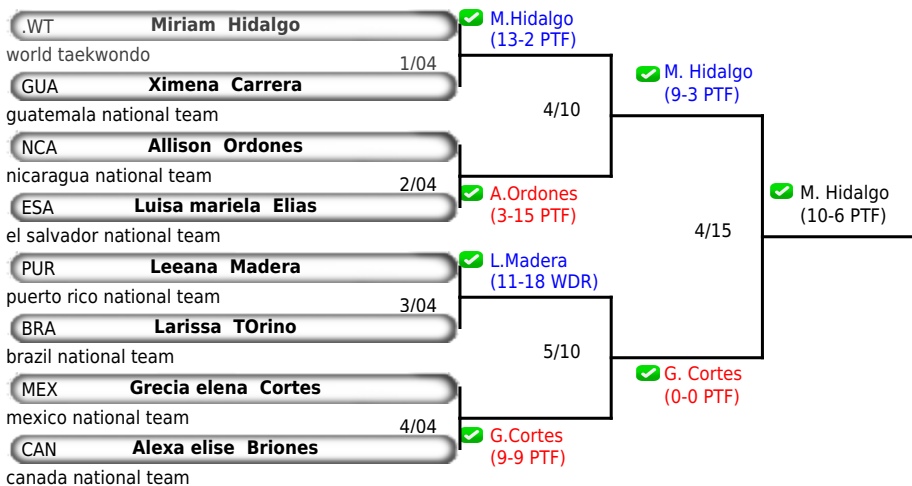 .WT Miriam Hidalgo
world taekwondo
1/04
GUA Ximena Carrera
guatemala national team
NCA Allison Ordones
nicaragua national team
2/04
ESA Luisa mariela Elias
el salvador national team
PUR Leeana Madera
puerto rico national team
3/04
BRA Larissa TOrino
brazil national team
MEX Grecia elena Cortes
mexico national team
4/04
CAN Alexa elise Briones
canada national team
M.Hidalgo
(13-2 PTF)
4/10
A.Ordones
(3-15 PTF)
L.Madera
(11-18 WDR)
5/10
G.Cortes
(9-9 PTF)
M. Hidalgo
(9-3 PTF)
4/15
G. Cortes
(0-0 PTF)
M. Hidalgo
(10-6 PTF)